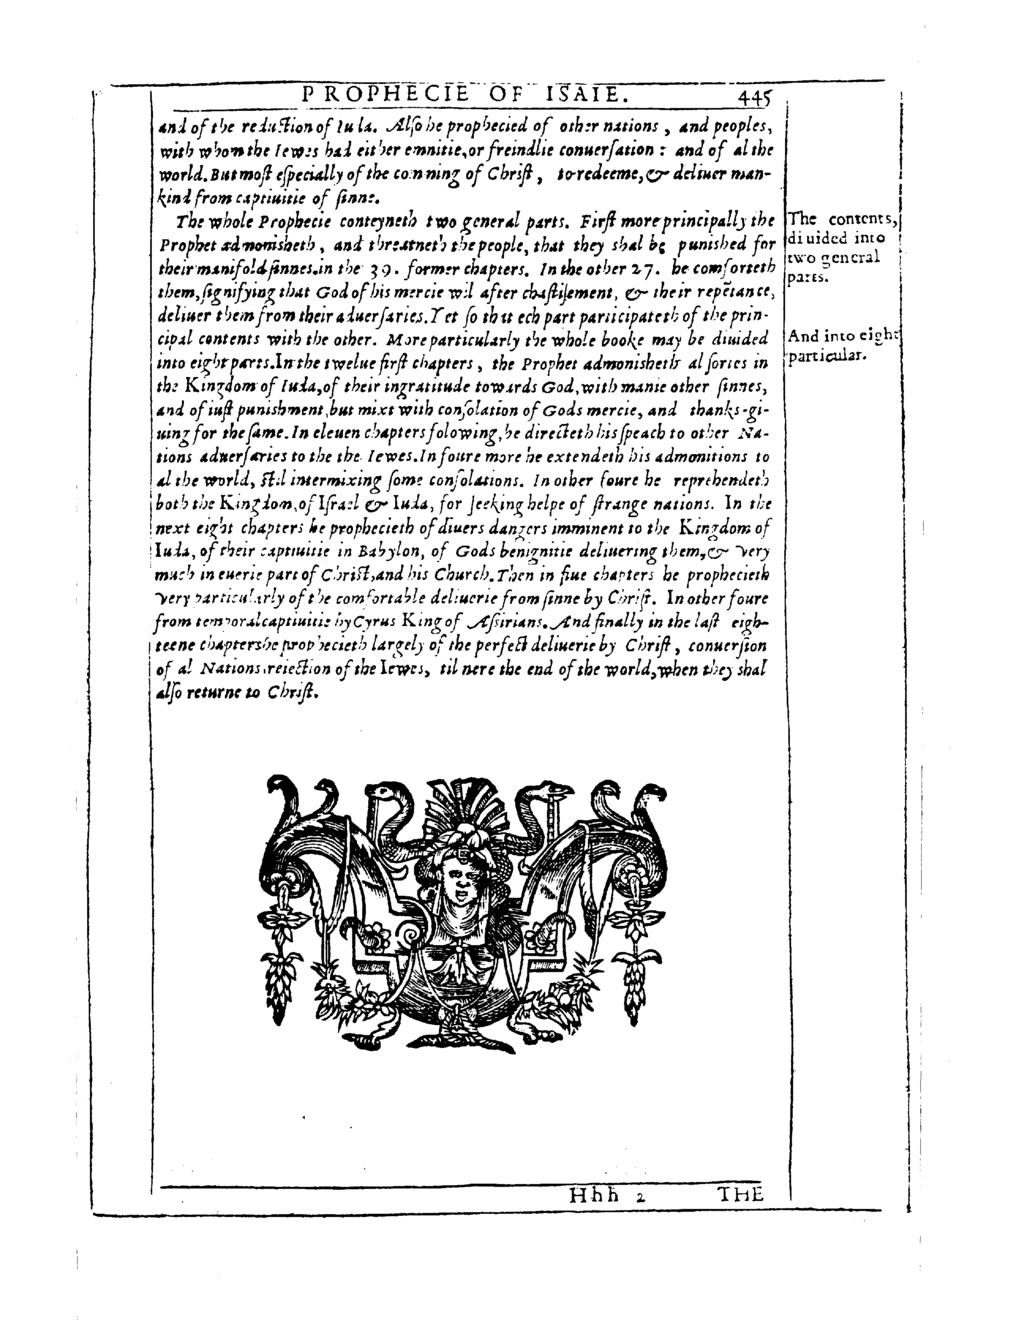 PROPHECIE OF ISAIE. 445
and of the reduction of Iuda. Also he prophecied of other nations, and peoples,
with whom the Iewes had either emnitie, or freindlie conuersation: and of al the
world. But most especially of the comming of Christ, to redeeme, & deliuer man-
kind from captiuitie of sinne.
The whole Prophecie conteyneth two general parts. First more principally the
Prophet admonisheth, and threatneth the people, that they shal be punished for
their manifold sinnes, in the 39. former chapters. In the other 27. he comforteth
them, signifying that God of his mercie wil after chastisement, & their repētance,
deliuer them from their aduersaries. Yet so that ech part participateth of the prin-
cipal contents with the other. More particularly the whole booke may be diuided
into eight parts. In the twelue first chapters, the Prophet admonisheth al sortes in
the Kingdom of Iuda, of their ingratitude towards God, with manie other sinnes,
and of iust punishment, but mixt with consolation of Gods mercie, and thanks-gi-
uing for the same. In eleuen chapters folowing, he directeth his speach to other Na-
tions aduersaries to the the Iewes. In foure more he extendeth his admonitions to
al the world, stil intermixing some consolations. In other foure he reprehendeth
both the Kingdom, of Israel & Iuda, for seeking helpe of strange nations. In the
next eight chapters he prophecieth of diuers dangers imminent to the Kingdom of
Iuda, of their captiuitie in Babylon, of Gods benignitie deliuering them, & very
much in euerie part of Christ, and his Church. Then in fiue chapters he prophecieth
very particularly of the comfortable deliuerie from sinne by Christ. In other foure
from temporal captiuitie by Cyrus King of Assirians. And finally in the last eigh-
teene chapters he prophecieth largely of the perfect deliuerie by Christ, conuersion
of al Nations, reiection of the Iewes, til nere the end of the world, when they shal
also returne to Christ.
The contents,
diuided into
two general
partes.
And into eight
particular.
Hhh 2 THE